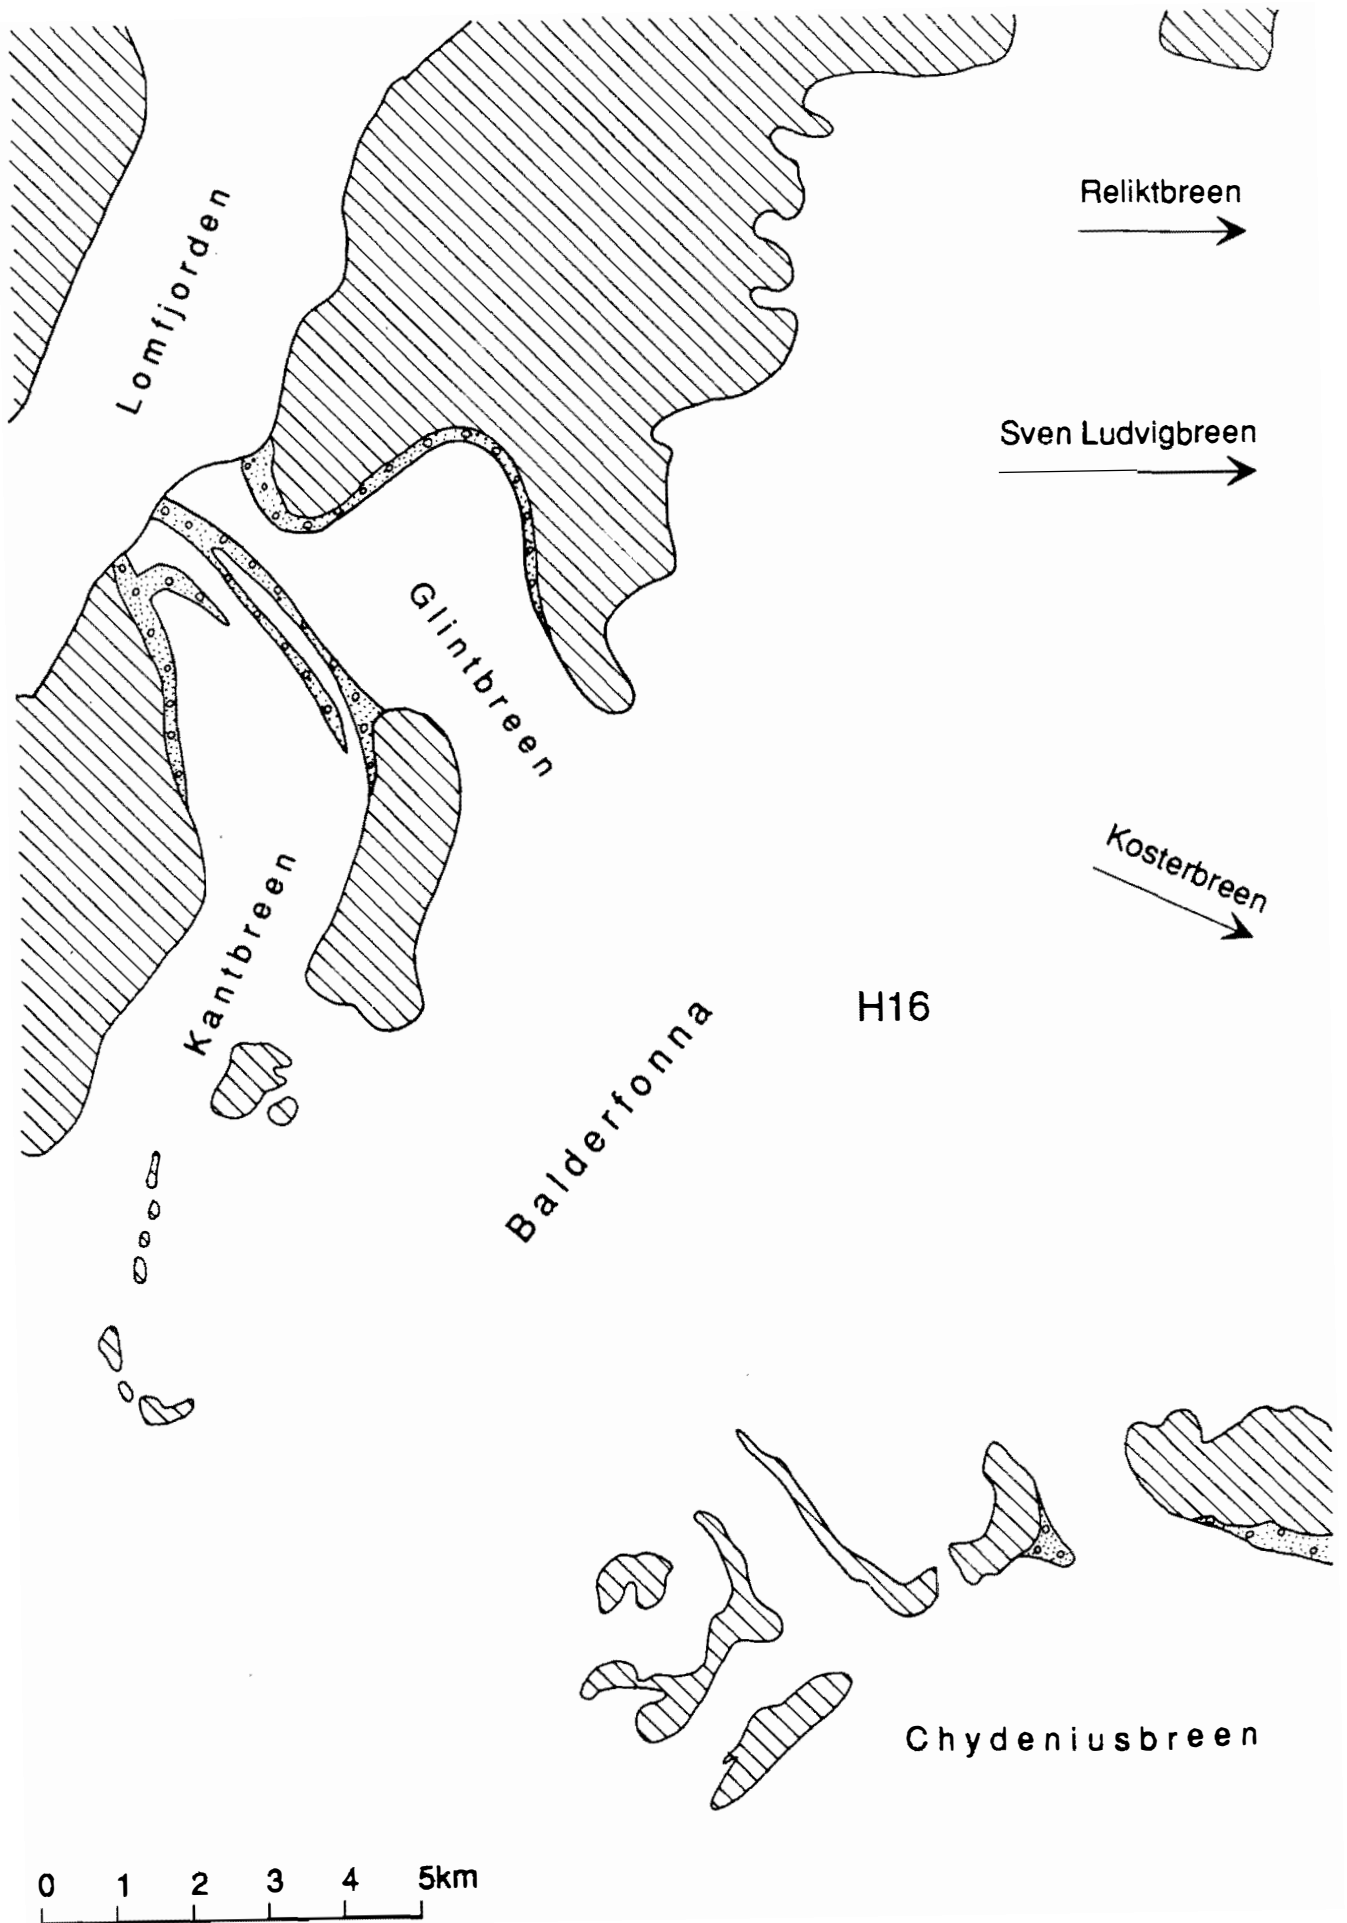 Reliktbreen
Lomfjorden
Sven Ludvigbreen
Glintbreen
Kosterbreen
Kantbreen
H16
Balderfonna
Chydeniusbreen
0 1 2 3 4 5km